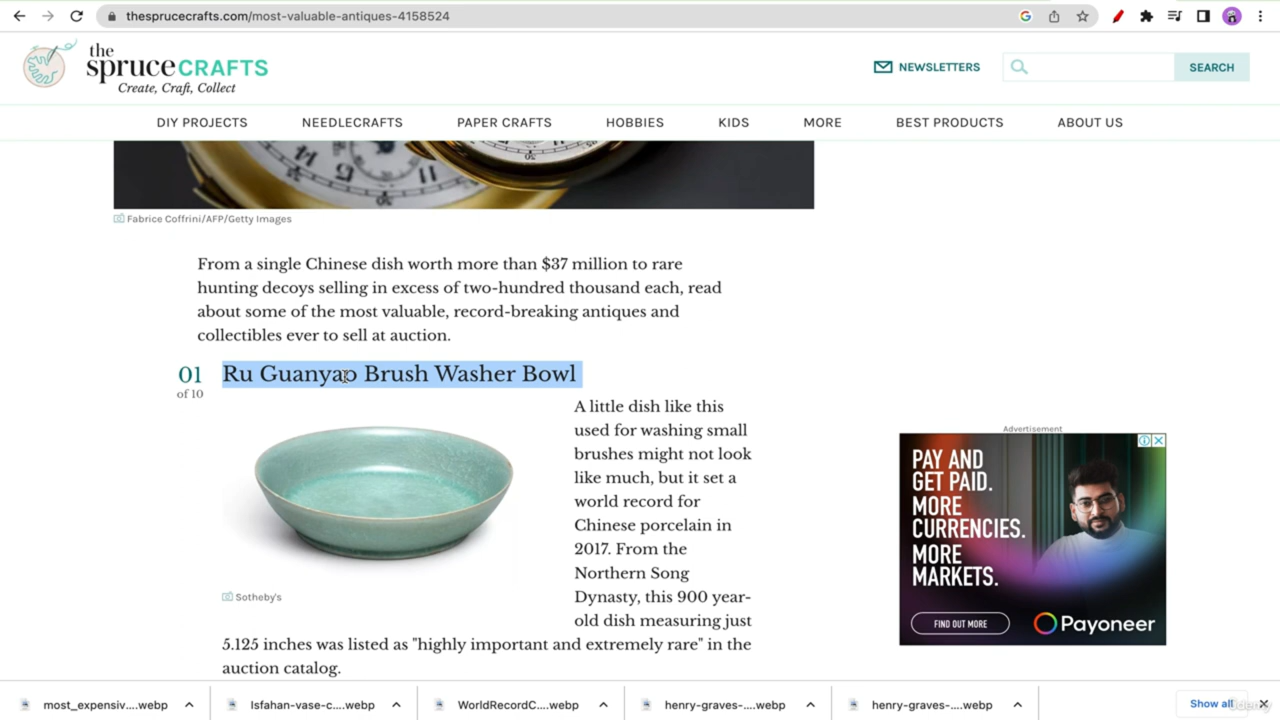 thesprucecrafts.com/most-valuable-antiques-4158524
the
spruceCRAFTS
Create, Craft, Collect
NEWSLETTERS
SEARCH
DIY PROJECTS
NEEDLECRAFTS
PAPER CRAFTS
HOBBIES
KIDS
MORE
BEST PRODUCTS
ABOUT US
Fabrice Coffrini/AFP/Getty Images
From a single Chinese dish worth more than $37 million to rare
hunting decoys selling in excess of two-hundred thousand each, read
about some of the most valuable, record-breaking antiques and
collectibles ever to sell at auction.
01
of 10
Ru Guanyao Brush Washer Bowl
A little dish like this
used for washing small
brushes might not look
like much, but it set a
world record for
Chinese porcelain in
2017. From the
Northern Song
Dynasty, this 900 year-
old dish measuring just
5.125 inches was listed as "highly important and extremely rare" in the
auction catalog.
Sotheby's
Advertisement
PAY AND
GET PAID.
MORE
CURRENCIES.
MORE
MARKETS.
FIND OUT MORE
Payoneer
most_expensiv....webp
Isfahan-vase-c....webp
WorldRecordC....webp
henry-graves-....webp
henry-graves-....webp
Show all